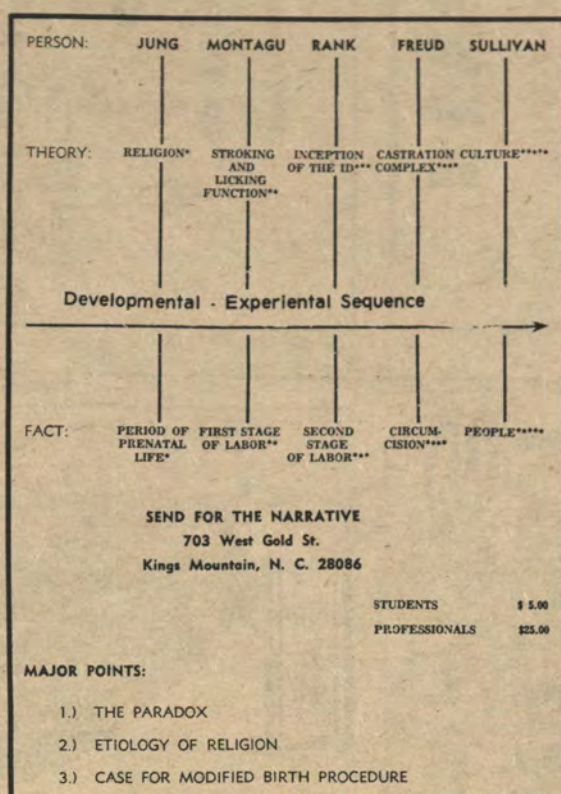 PERSON: JUNG MONTAGU RANK FREUD SULLIVAN
THEORY: RELIGION* STROKING INCEPTION CASTRATION CULTURE*****
AND OF THE ID*** COMPLEX****
LICKING
FUNCTION**
Developmental - Experiental Sequence
FACT: PERIOD OF FIRST STAGE SECOND CIRCUM- PEOPLE*****
PRENATAL OF LABOR** STAGE CISION****
LIFE* OF LABOR***
SEND FOR THE NARRATIVE
703 West Gold St.
Kings Mountain, N. C. 28086
STUDENTS $ 5.00
PROFESSIONALS $25.00
MAJOR POINTS:
1.) THE PARADOX
2.) ETIOLOGY OF RELIGION
3.) CASE FOR MODIFIED BIRTH PROCEDURE